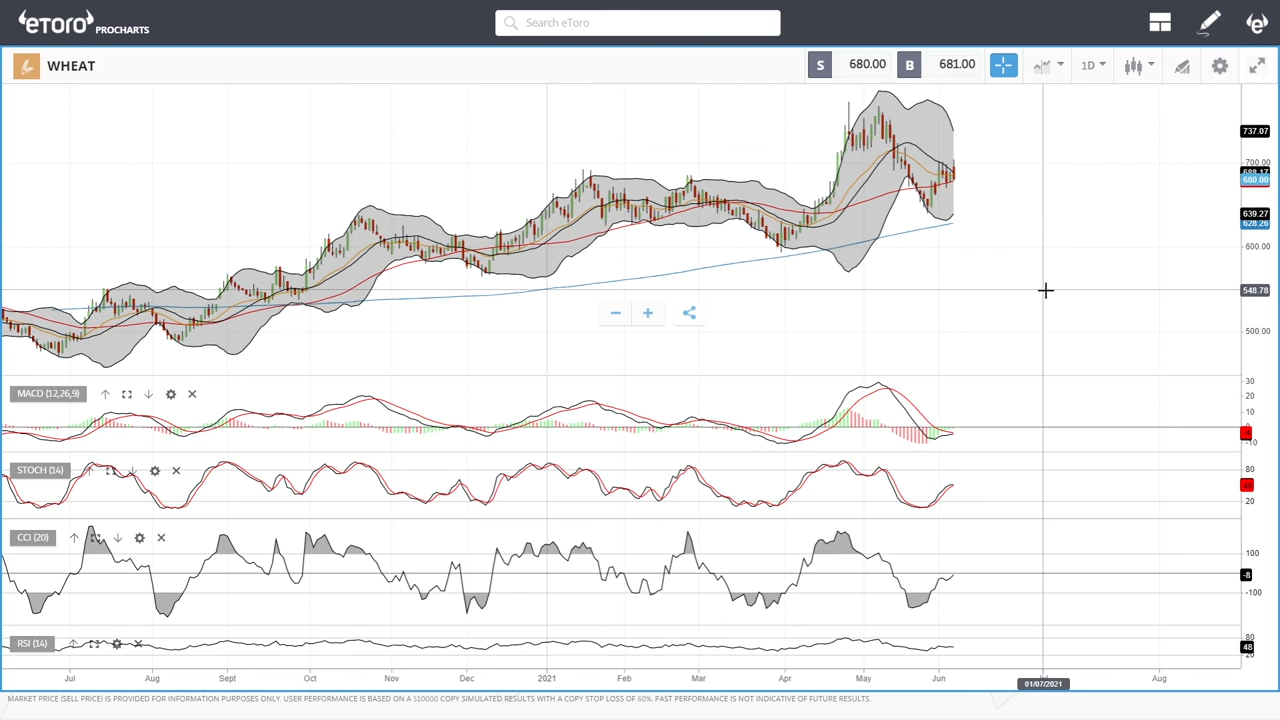 eToro PROCHARTS
Search eToro
WHEAT
S 680.00 B 681.00
1D
737.07
700.00
680.00
639.27
628.26
600.00
548.78
500.00
MACD (12,26,9)
30
20
10
-10
STOCH (14)
80
20
CCI (20)
100
-8
-100
RSI (14)
80
48
Jul Aug Sept Oct Nov Dec 2021 Feb Mar Apr May Jun 01/07/2021 Aug
MARKET PRICE (SELL PRICE) IS PROVIDED FOR INFORMATION PURPOSES ONLY. USER PERFORMANCE IS BASED ON A $10000 COPY SIMULATED RESULTS WITH A COPY STOP LOSS OF 60%. PAST PERFORMANCE IS NOT INDICATIVE OF FUTURE RESULTS.